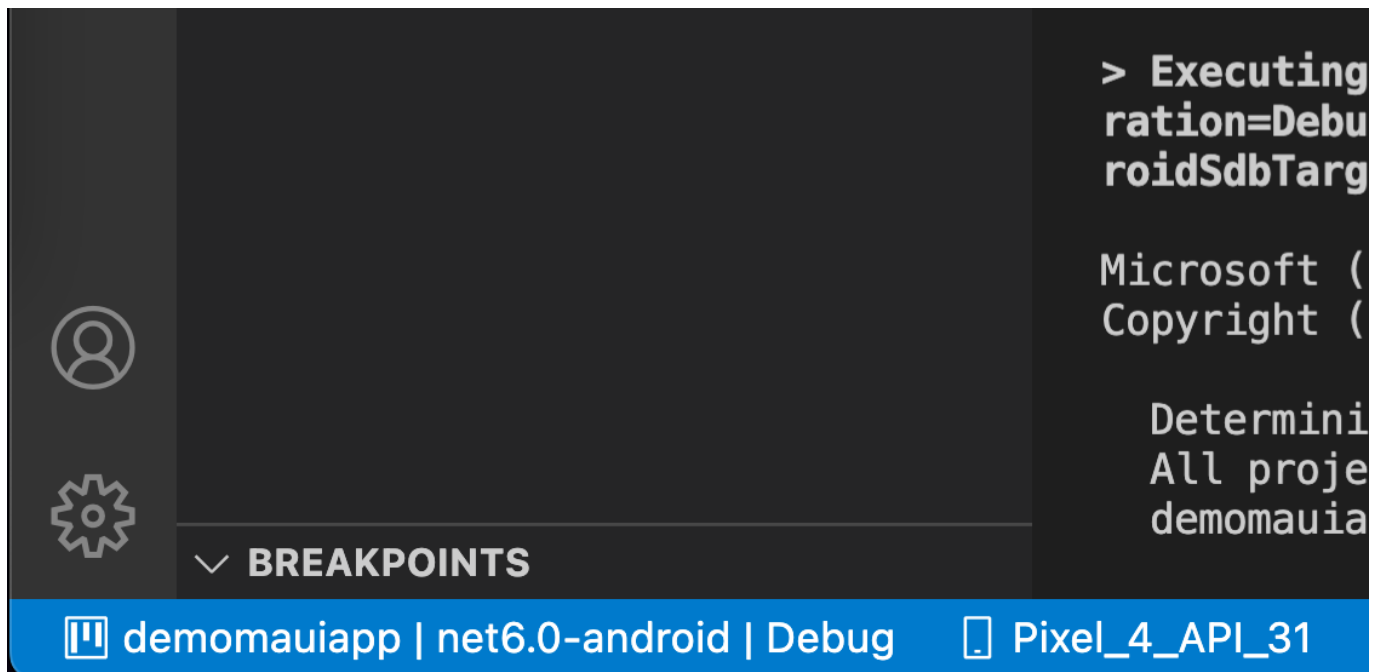 > Executing
ration=Debu
roidSdbTarg
Microsoft (
Copyright (
Determini
All proje
demomauia
BREAKPOINTS
demomauiapp | net6.0-android | Debug
Pixel_4_API_31